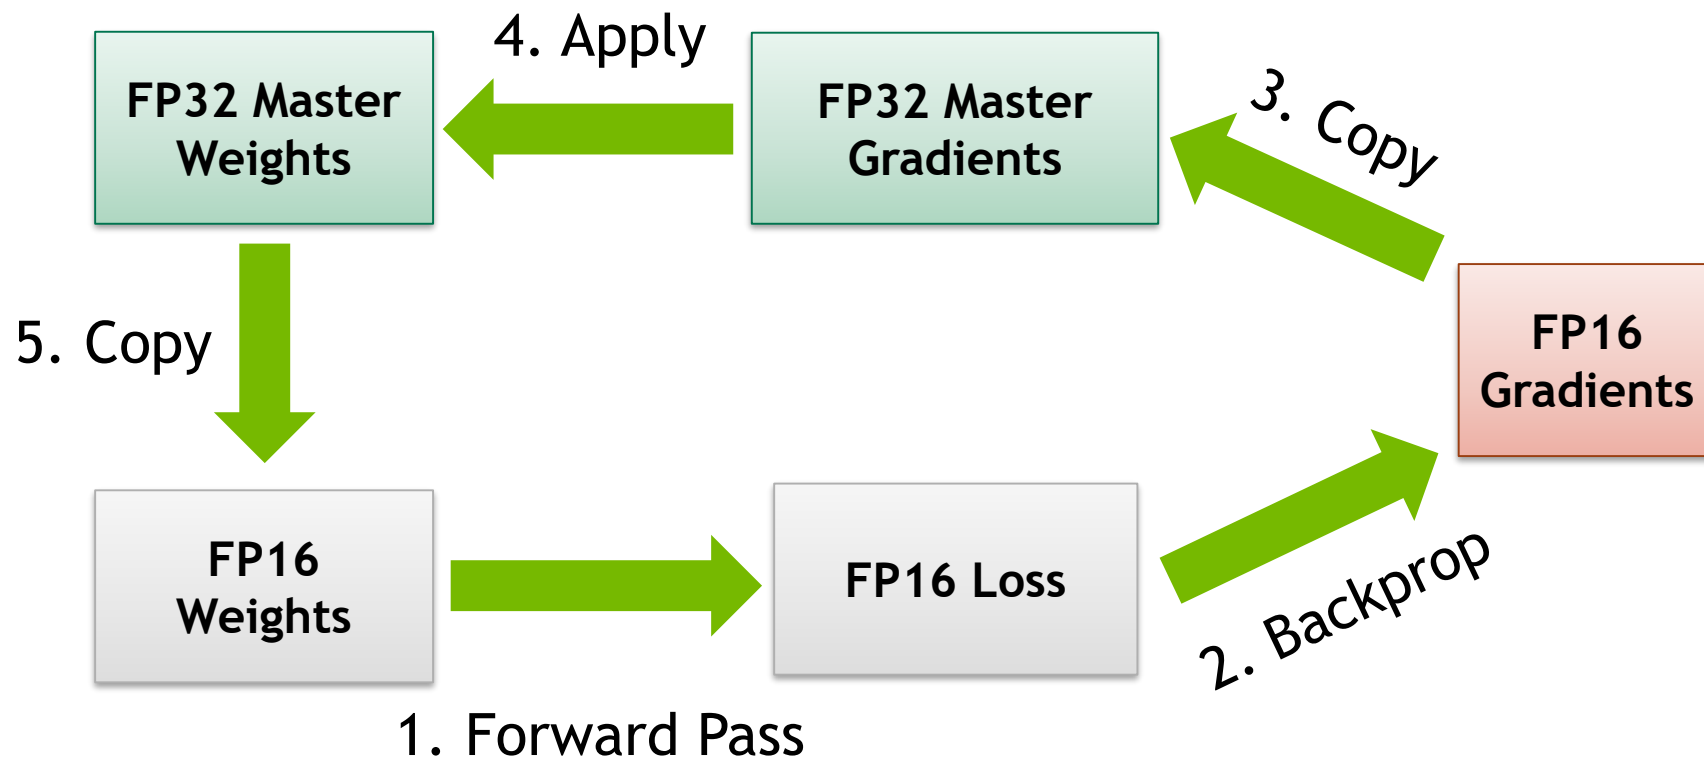 4. Apply
FP32 Master
Weights
FP32 Master
Gradients
3. Copy
5. Copy
FP16
Gradients
FP16
Weights
FP16 Loss
2. Backprop
1. Forward Pass